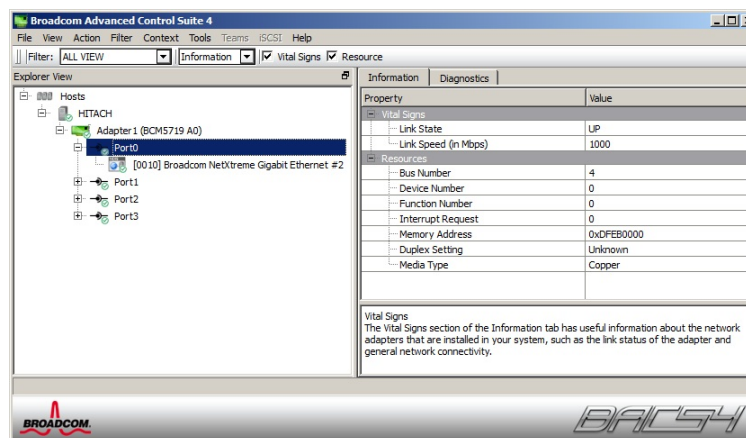 Broadcom Advanced Control Suite 4
File View Action Filter Context Tools Teams iSCSI Help
Filter: ALL VIEW Information Vital Signs Resource
Explorer View
Information Diagnostics
Hosts
HITACH
Adapter1 (BCM5719 A0)
Port0
[0010] Broadcom NetXtreme Gigabit Ethernet #2
Port1
Port2
Port3
Property Value
Vital Signs
Link State UP
Link Speed (in Mbps) 1000
Resources
Bus Number 4
Device Number 0
Function Number 0
Interrupt Request 0
Memory Address 0xDFEB0000
Duplex Setting Unknown
Media Type Copper
Vital Signs
The Vital Signs section of the Information tab has useful information about the network
adapters that are installed in your system, such as the link status of the adapter and
general network connectivity.
BROADCOM.
BACS4